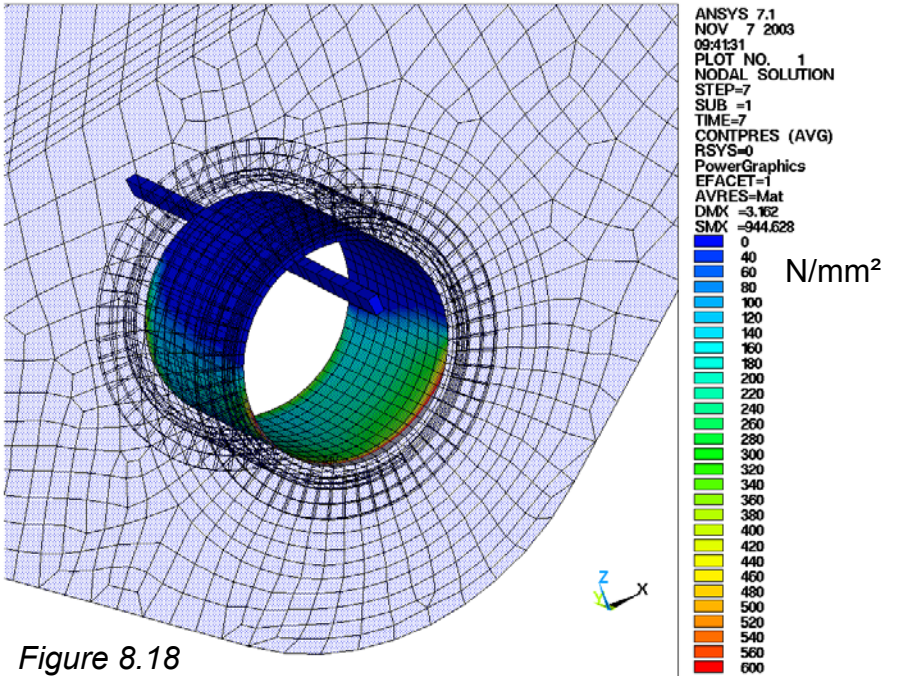 ANSYS 7.1
NOV 7 2003
09:41:31
PLOT NO. 1
NODAL SOLUTION
STEP=7
SUB =1
TIME=7
CONTPRES (AVG)
RSYS=0
PowerGraphics
EFACET=1
AVRES=Mat
DMX =3.162
SMX =944.628
0
40
60
80
100
120
140
160
180
200
220
240
260
280
300
320
340
360
380
400
420
440
460
480
500
520
540
560
600
N/mm²
Z
Y
X
Figure 8.18